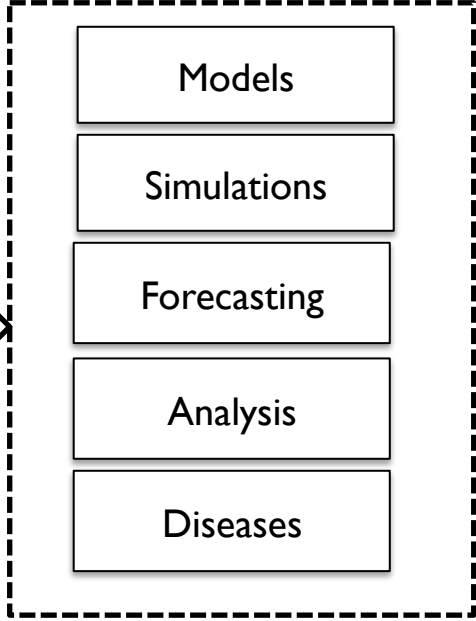 Models
Simulations
Forecasting
Analysis
Diseases